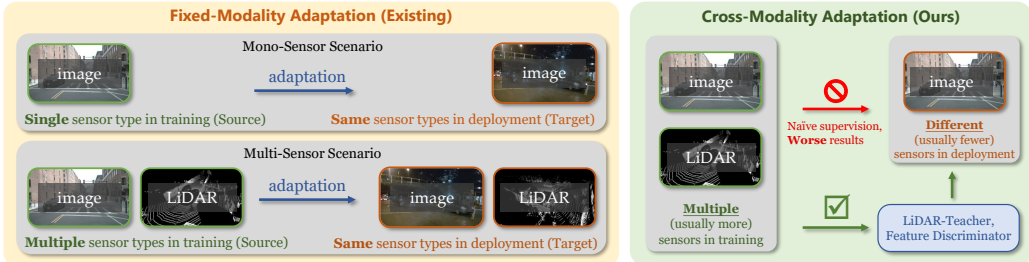 Fixed-Modality Adaptation (Existing)
Mono-Sensor Scenario
image
adaptation
image
Single sensor type in training (Source)
Same sensor types in deployment (Target)
Multi-Sensor Scenario
image
LiDAR
adaptation
image
LiDAR
Multiple sensor types in training (Source)
Same sensor types in deployment (Target)
Cross-Modality Adaptation (Ours)
image
LiDAR
Multiple
(usually more)
sensors in training
Naïve supervision,
Worse results
image
Different
(usually fewer)
sensors in deployment
LiDAR-Teacher,
Feature Discriminator